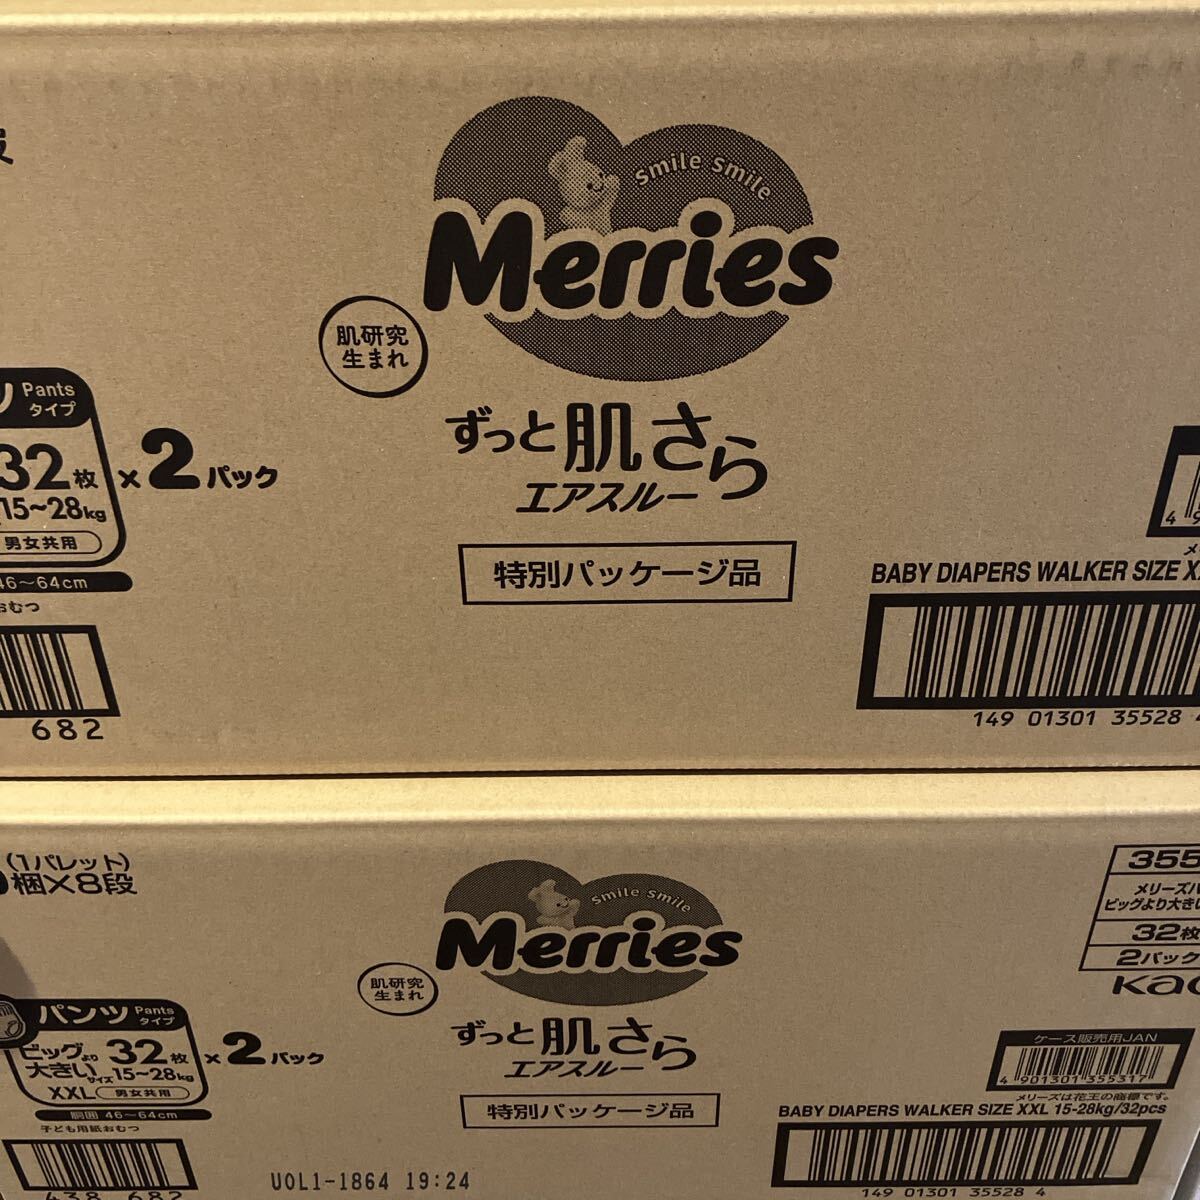 smile smile
Merries
肌研究
生まれ
ずっと肌さら
エアスルー
特別パッケージ品
Pants
タイプ
32枚×2パック
15~28kg
男女共用
46~64cm
おむつ
682
BABY DIAPERS WALKER SIZE
149 01301 35528
(1パレット)
梱×8段
smile smile
Merries
肌研究
生まれ
ずっと肌さら
エアスルー
特別パッケージ品
パンツ Pants
タイプ
ビッグより
大きいサイズ
32枚×2パック
15~28kg
XXL 男女共用
胴囲 46~64cm
子ども用紙おむつ
438 682
U0L1-1864 19:24
355
メリーズパ
ビッグより大きい
32枚
2パック
Kao
ケース販売用JAN
4 901301 355317
メリーズは花王の商標です。
BABY DIAPERS WALKER SIZE XXL 15-28kg/32pcs
149 01301 35528 4